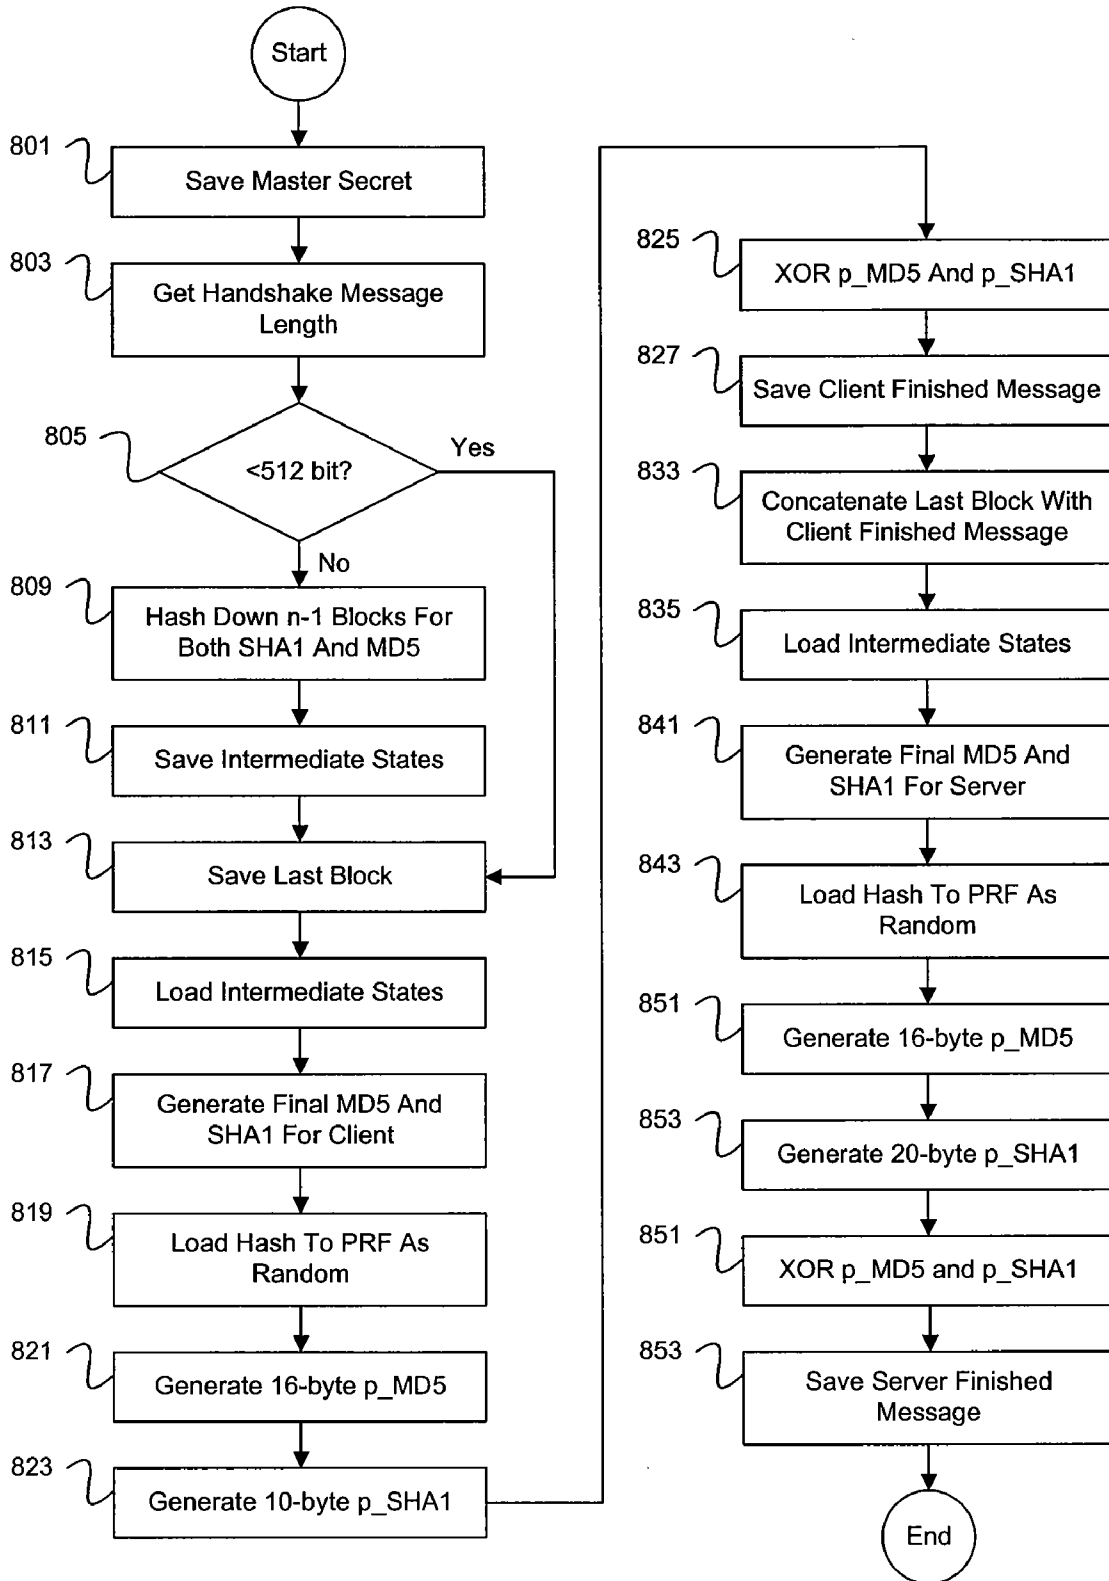 Start
801
Save Master Secret
803
Get Handshake Message
Length
805
<512 bit?
Yes
No
809
Hash Down n-1 Blocks For
Both SHA1 And MD5
811
Save Intermediate States
813
Save Last Block
815
Load Intermediate States
817
Generate Final MD5 And
SHA1 For Client
819
Load Hash To PRF As
Random
821
Generate 16-byte p_MD5
823
Generate 10-byte p_SHA1
825
XOR p_MD5 And p_SHA1
827
Save Client Finished Message
833
Concatenate Last Block With
Client Finished Message
835
Load Intermediate States
841
Generate Final MD5 And
SHA1 For Server
843
Load Hash To PRF As
Random
851
Generate 16-byte p_MD5
853
Generate 20-byte p_SHA1
851
XOR p_MD5 and p_SHA1
853
Save Server Finished
Message
End